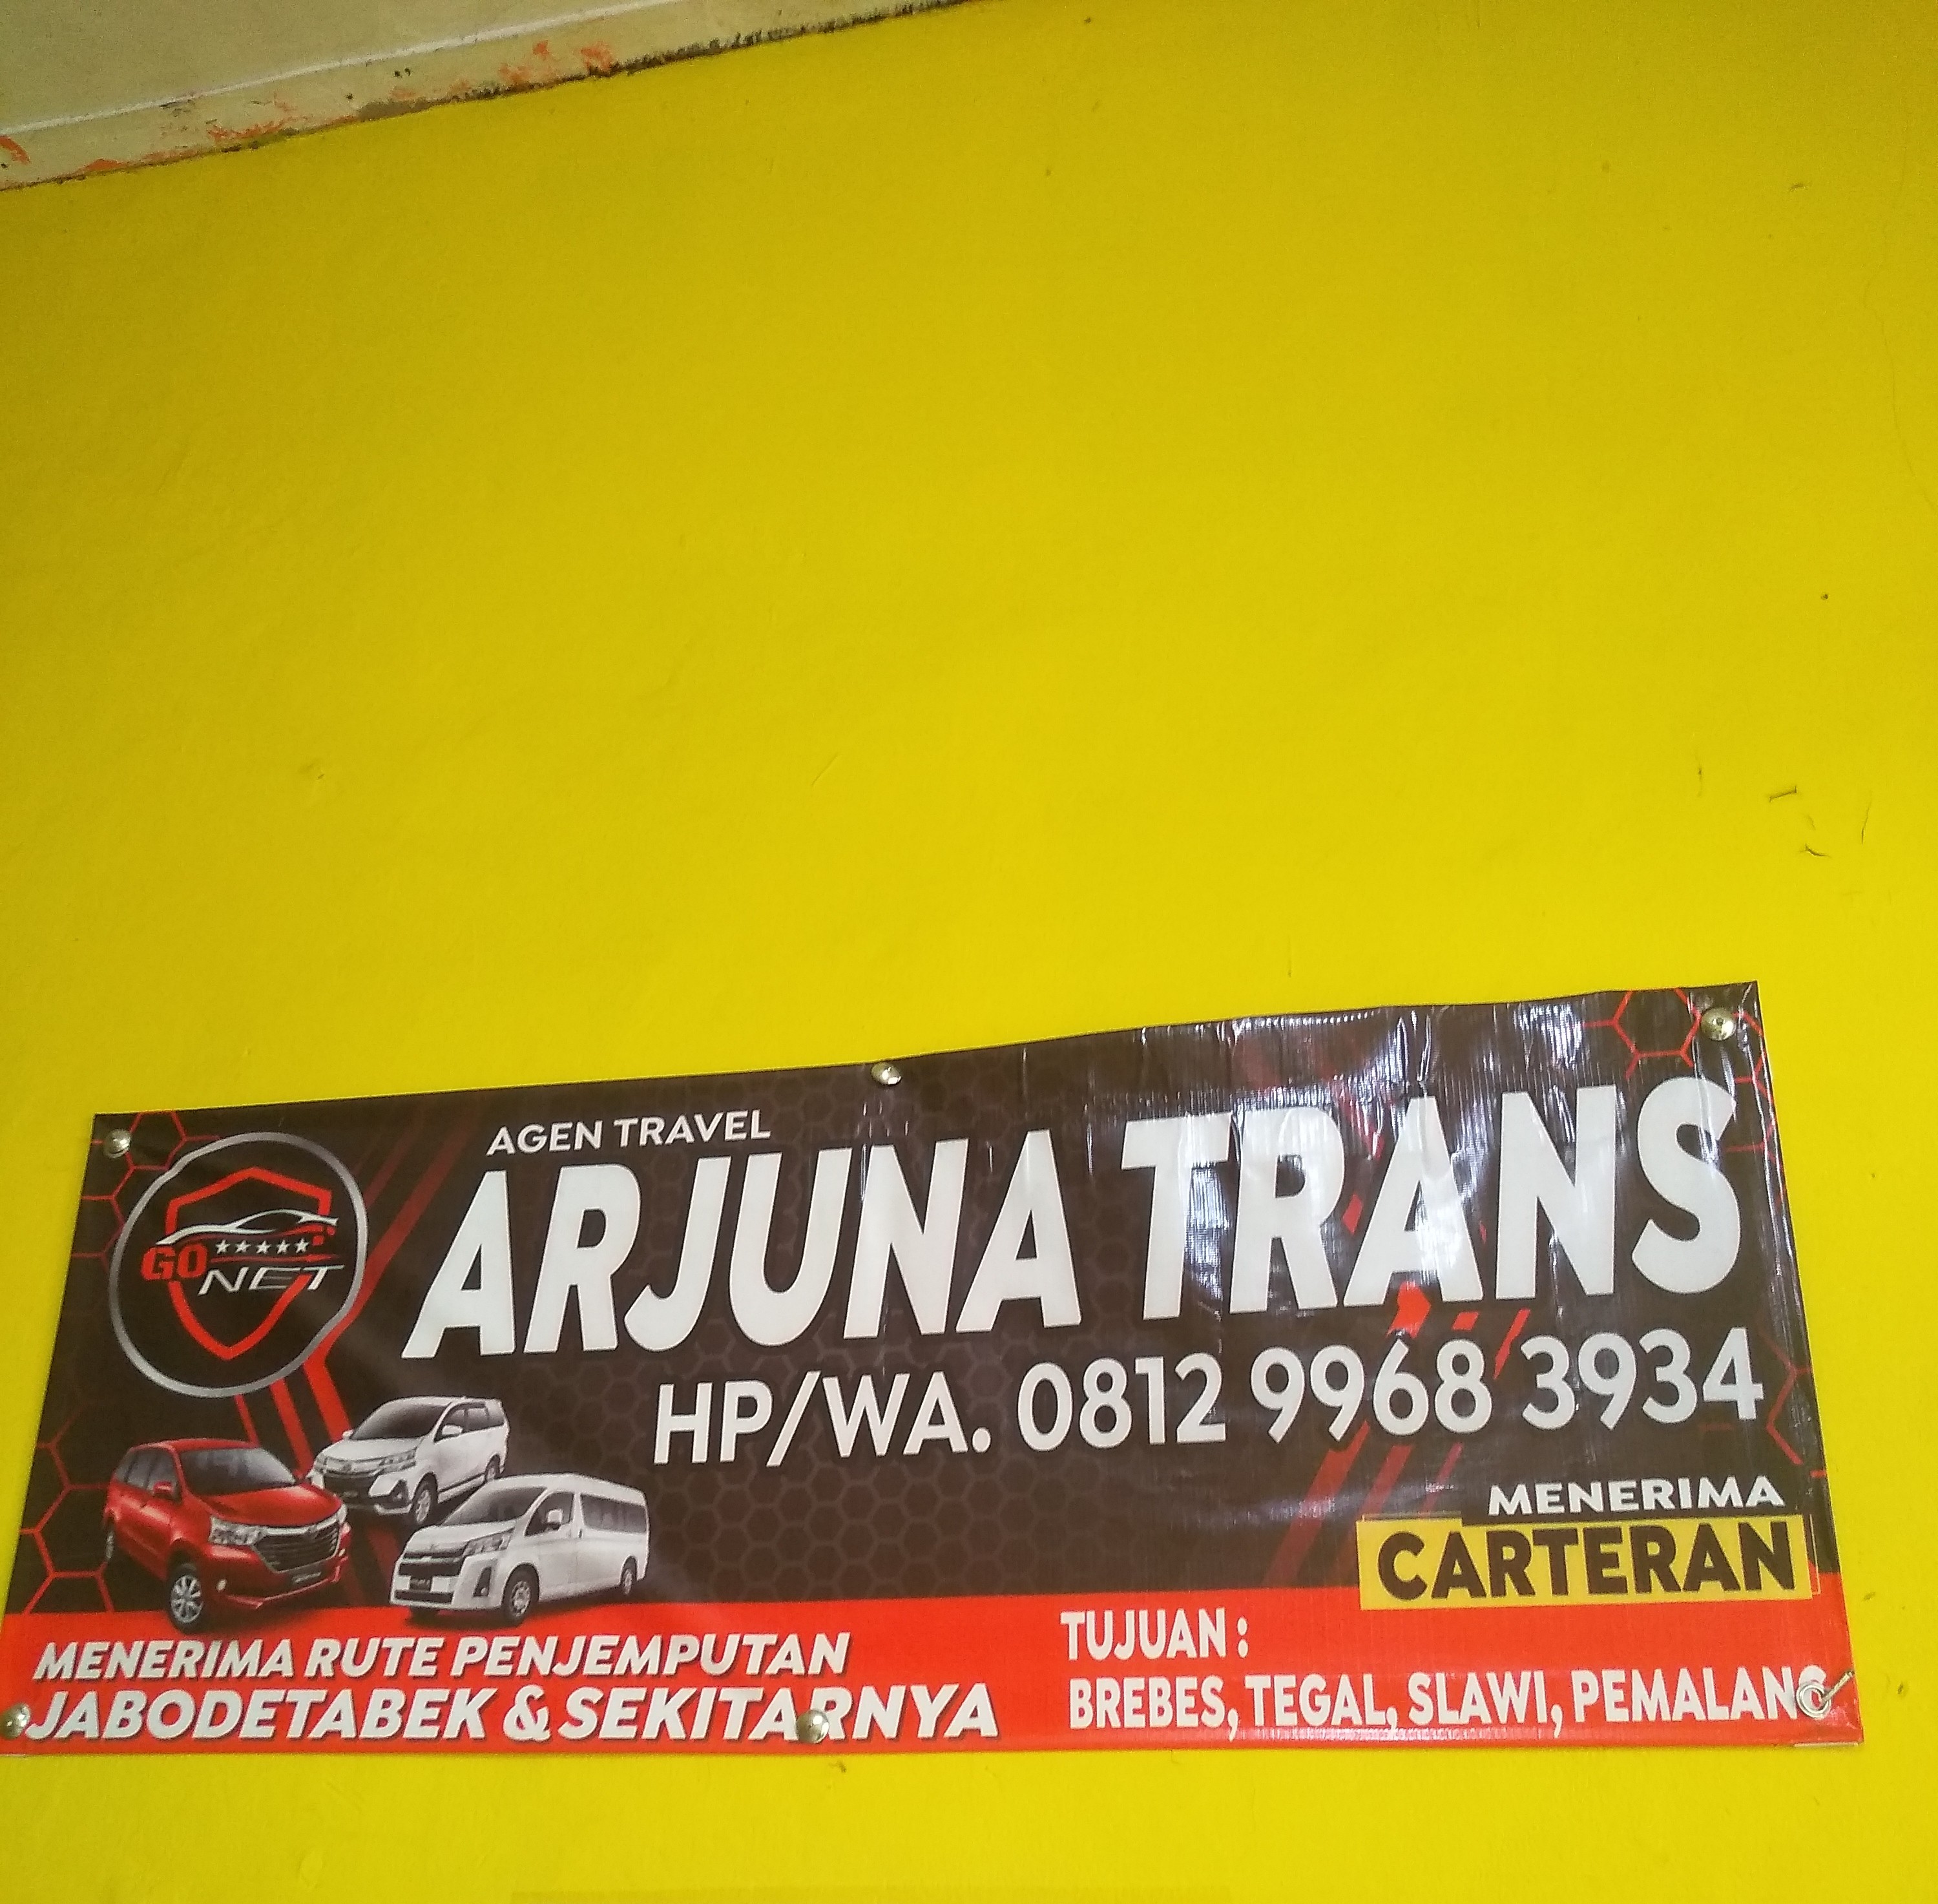 AGEN TRAVEL
ARJUNA TRANS
GO NET
HP/WA. 0812 9968 3934
MENERIMA
CARTERAN
MENERIMA RUTE PENJEMPUTAN
JABODETABEK & SEKITARNYA
TUJUAN :
BREBES, TEGAL, SLAWI, PEMALANG